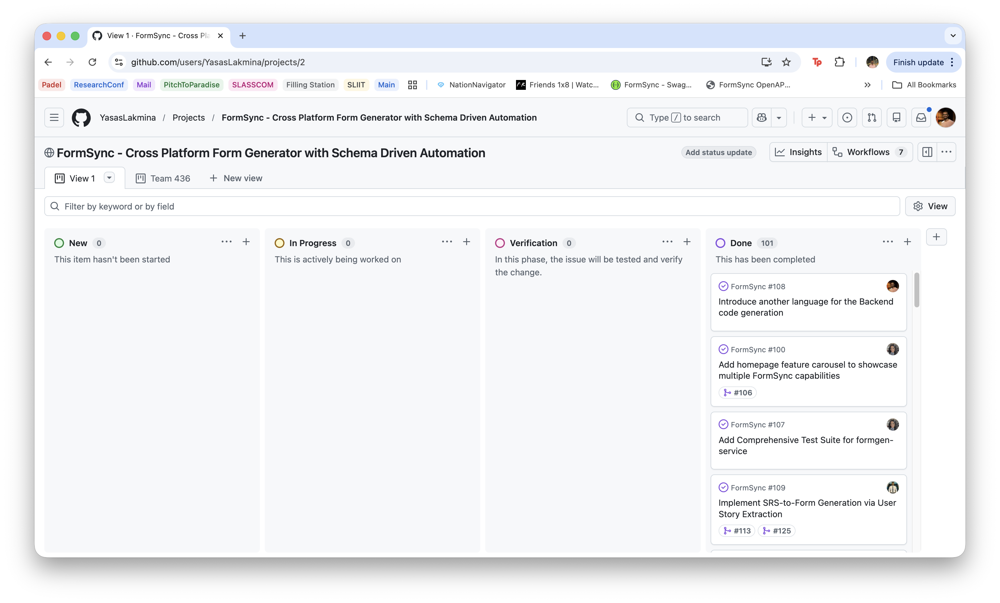 View 1 · FormSync - Cross Pla
github.com/users/YasasLakmina/projects/2
Tp
Finish update
Padel
ResearchConf
Mail
PitchToParadise
SLASSCOM
Filling Station
SLIIT
Main
NationNavigator
Friends 1x8 | Watc...
FormSync - Swag...
FormSync OpenAP...
All Bookmarks
YasasLakmina / Projects / FormSync - Cross Platform Form Generator with Schema Driven Automation
Type / to search
FormSync - Cross Platform Form Generator with Schema Driven Automation
Add status update
Insights
Workflows 7
View 1
Team 436
New view
Filter by keyword or by field
View
New 0
This item hasn't been started
In Progress 0
This is actively being worked on
Verification 0
In this phase, the issue will be tested and verify
the change.
Done 101
This has been completed
FormSync #108
Introduce another language for the Backend
code generation
FormSync #100
Add homepage feature carousel to showcase
multiple FormSync capabilities
#106
FormSync #107
Add Comprehensive Test Suite for formgen-
service
FormSync #109
Implement SRS-to-Form Generation via User
Story Extraction
#113 #125